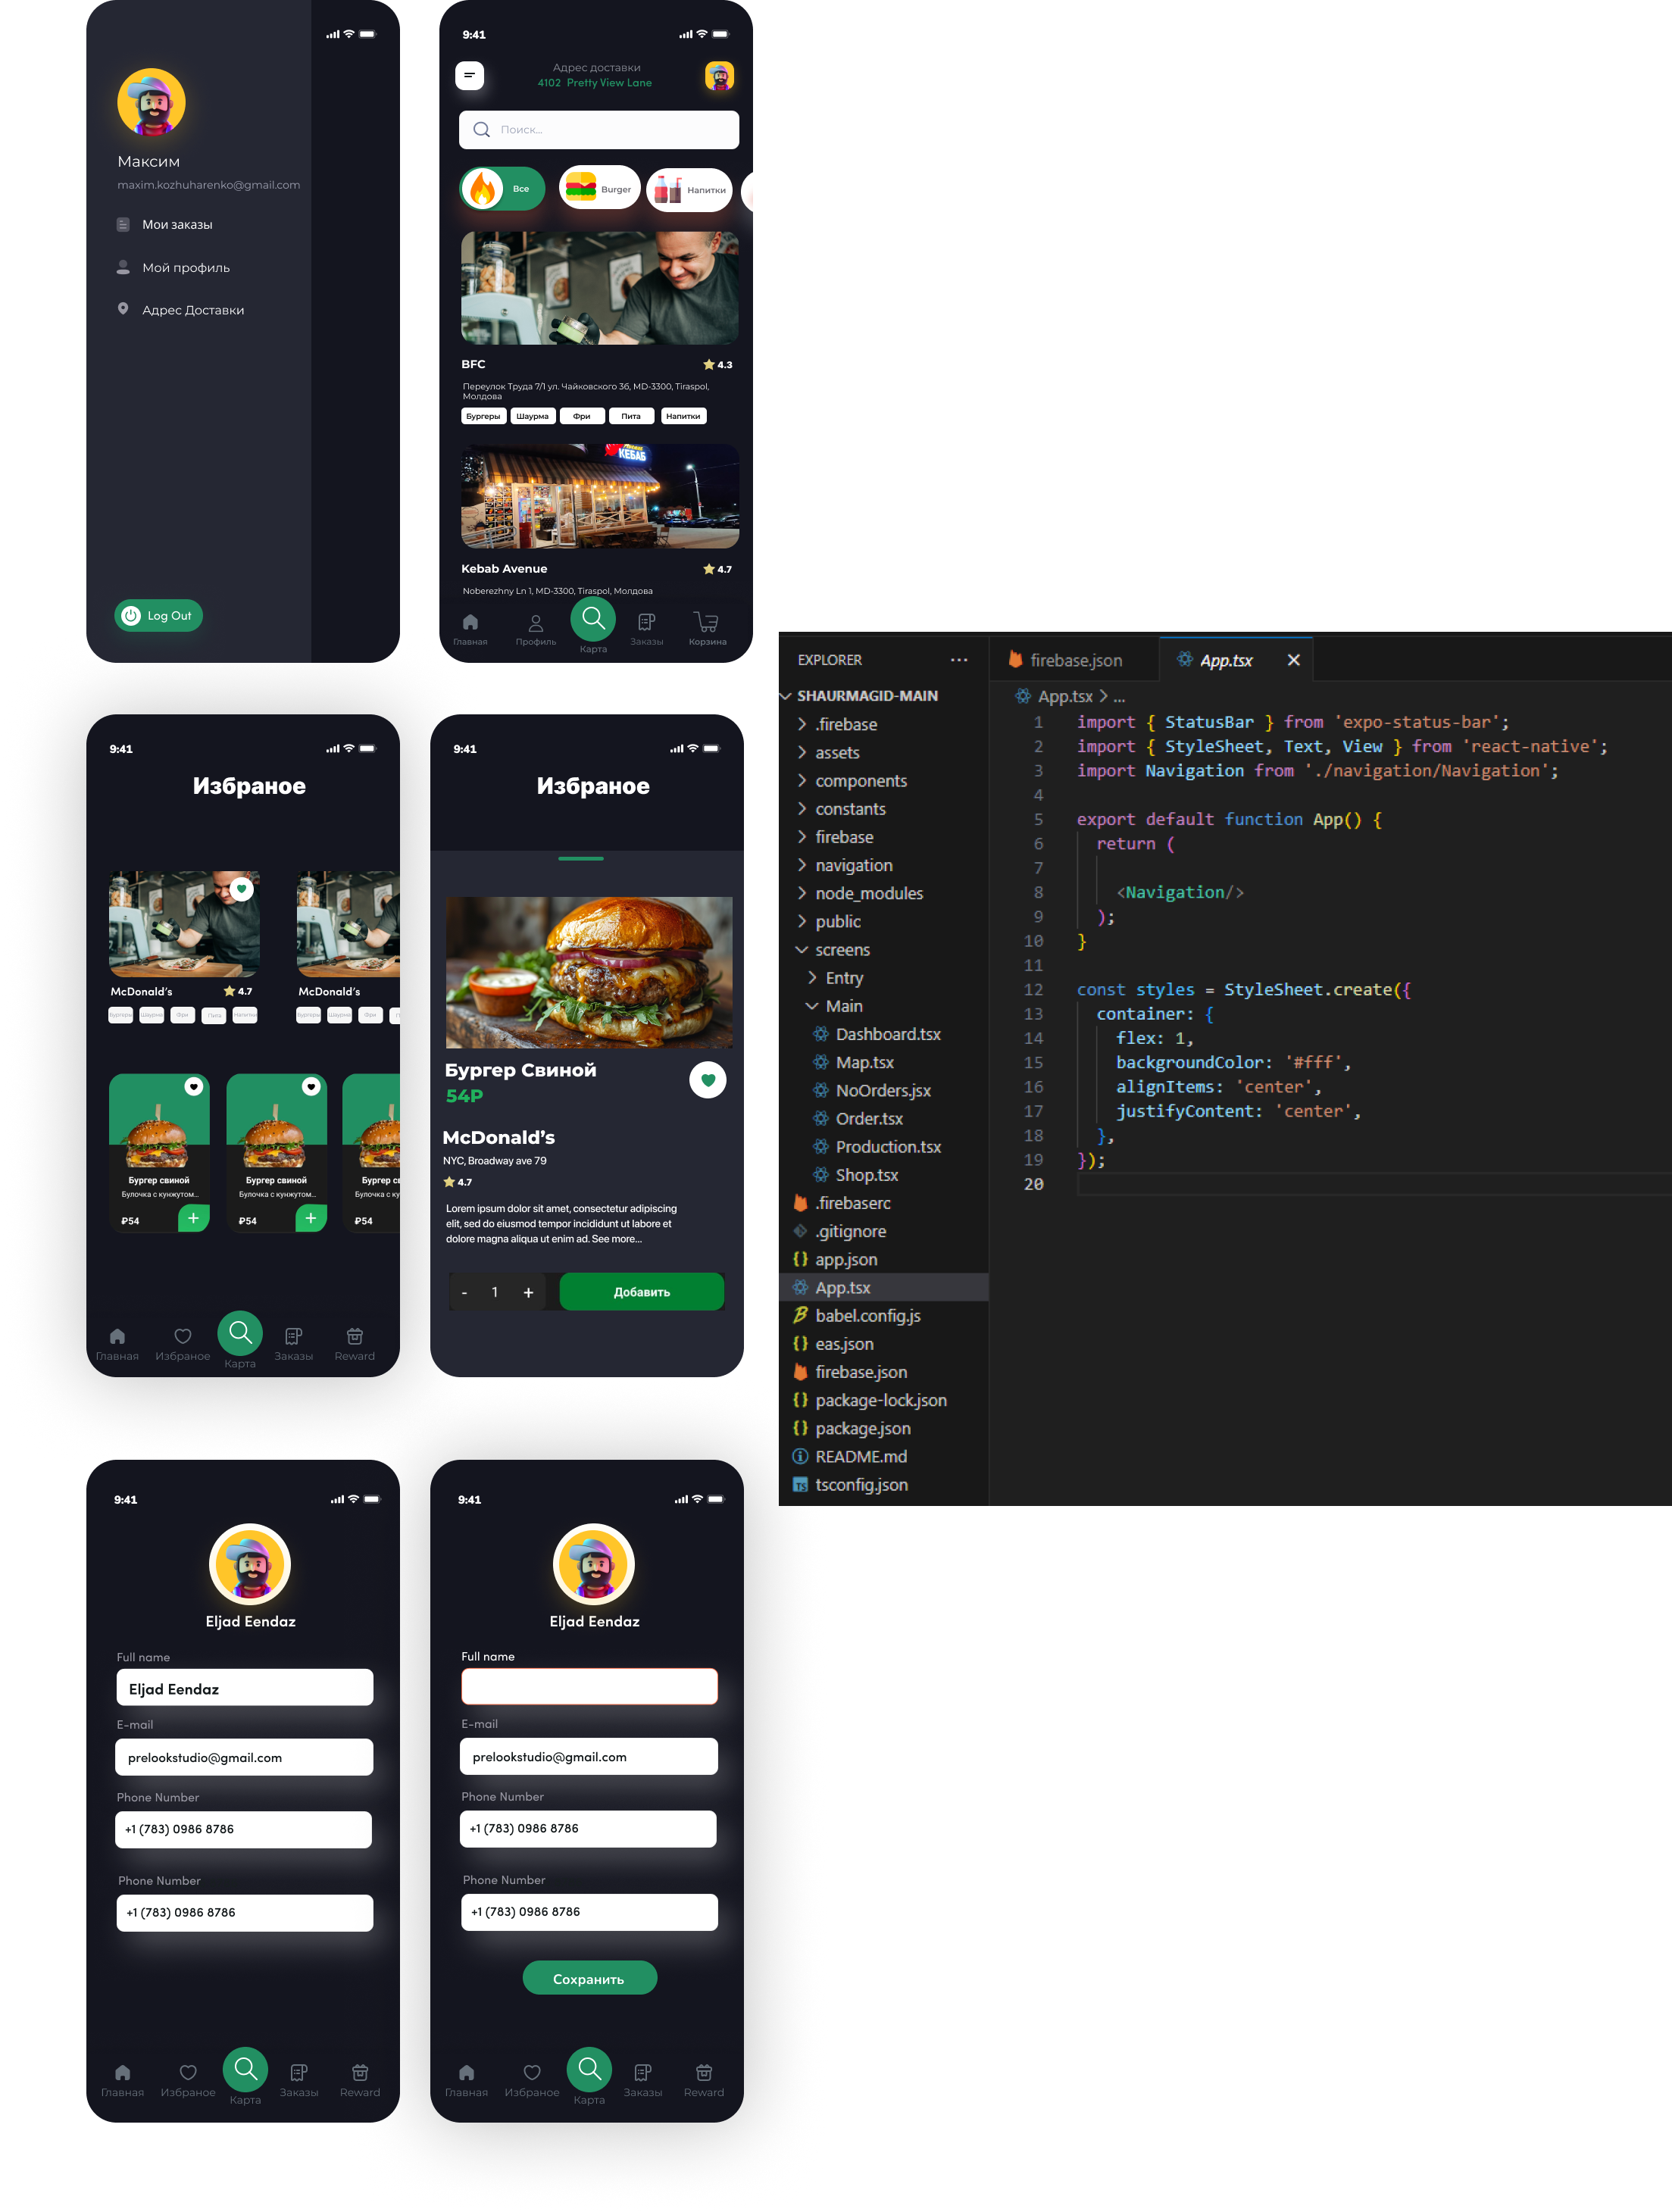 Максим
maxim.kozhuharenko@gmail.com
Мои заказы
Мой профиль
Адрес Доставки
Log Out
9:41
Адрес доставки
4102 Pretty View Lane
Поиск...
Все
Burger
Напитки
BFC
4.3
Переулок Труда 7/1 ул. Чайковского 36, MD-3300, Tiraspol,
Молдова
Бургеры
Шаурма
Фри
Пита
Напитки
КЕБАБ
Kebab Avenue
4.7
Noberezhny Ln 1, MD-3300, Tiraspol, Молдова
Главная
Профиль
Карта
Заказы
Корзина
9:41
Избраное
McDonald's
4.7
Бургеры
Шаурма
Фри
Пита
Напитки
McDonald's
Бургеры
Шаурма
Фри
Бургер свиной
Булочка с кунжутом...
₽54
+
Бургер свиной
Булочка с кунжутом...
₽54
+
Бургер сви
Булочка с кун
₽54
Главная
Избраное
Карта
Заказы
Reward
9:41
Избраное
Бургер Свиной
54Р
McDonald's
NYC, Broadway ave 79
4.7
Lorem ipsum dolor sit amet, consectetur adipiscing
elit, sed do eiusmod tempor incididunt ut labore et
dolore magna aliqua ut enim ad. See more...
- 1 +
Добавить
EXPLORER
...
SHAURMAGID-MAIN
.firebase
assets
components
constants
firebase
navigation
node_modules
public
screens
Entry
Main
Dashboard.tsx
Map.tsx
NoOrders.jsx
Order.tsx
Production.tsx
Shop.tsx
.firebaserc
.gitignore
{} app.json
App.tsx
babel.config.js
{} eas.json
firebase.json
{} package-lock.json
{} package.json
README.md
TS tsconfig.json
firebase.json
App.tsx
App.tsx > ...
1 import { StatusBar } from 'expo-status-bar';
2 import { StyleSheet, Text, View } from 'react-native';
3 import Navigation from './navigation/Navigation';
4
5 export default function App() {
6 return (
7
8 <Navigation/>
9 );
10 }
11
12 const styles = StyleSheet.create({
13 container: {
14 flex: 1,
15 backgroundColor: '#fff',
16 alignItems: 'center',
17 justifyContent: 'center',
18 },
19 });
20
9:41
Eljad Eendaz
Full name
Eljad Eendaz
E-mail
prelookstudio@gmail.com
Phone Number
+1 (783) 0986 8786
Phone Number
+1 (783) 0986 8786
Главная
Избраное
Карта
Заказы
Reward
9:41
Eljad Eendaz
Full name
E-mail
prelookstudio@gmail.com
Phone Number
+1 (783) 0986 8786
Phone Number
+1 (783) 0986 8786
Сохранить
Главная
Избраное
Карта
Заказы
Reward